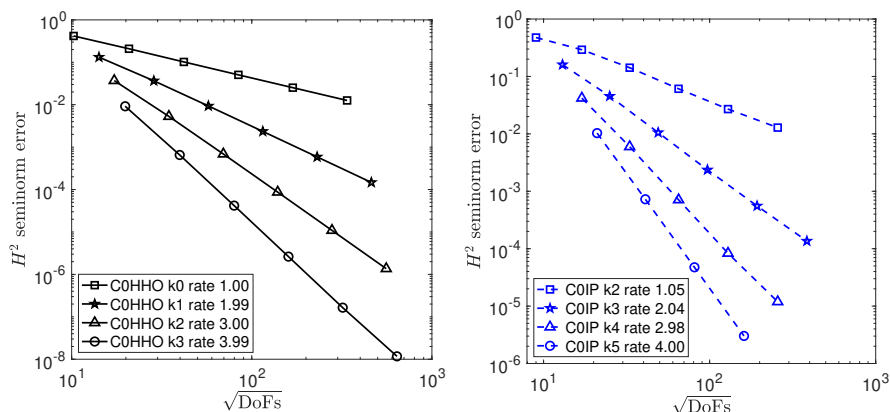 10^0
10^-2
10^-4
10^-6
10^-8
H^2 seminorm error
C0HHO k0 rate 1.00
C0HHO k1 rate 1.99
C0HHO k2 rate 3.00
C0HHO k3 rate 3.99
10^1
10^2
10^3
√DoFs
10^0
10^-1
10^-2
10^-3
10^-4
10^-5
10^-6
H^2 seminorm error
C0IP k2 rate 1.05
C0IP k3 rate 2.04
C0IP k4 rate 2.98
C0IP k5 rate 4.00
10^1
10^2
10^3
√DoFs